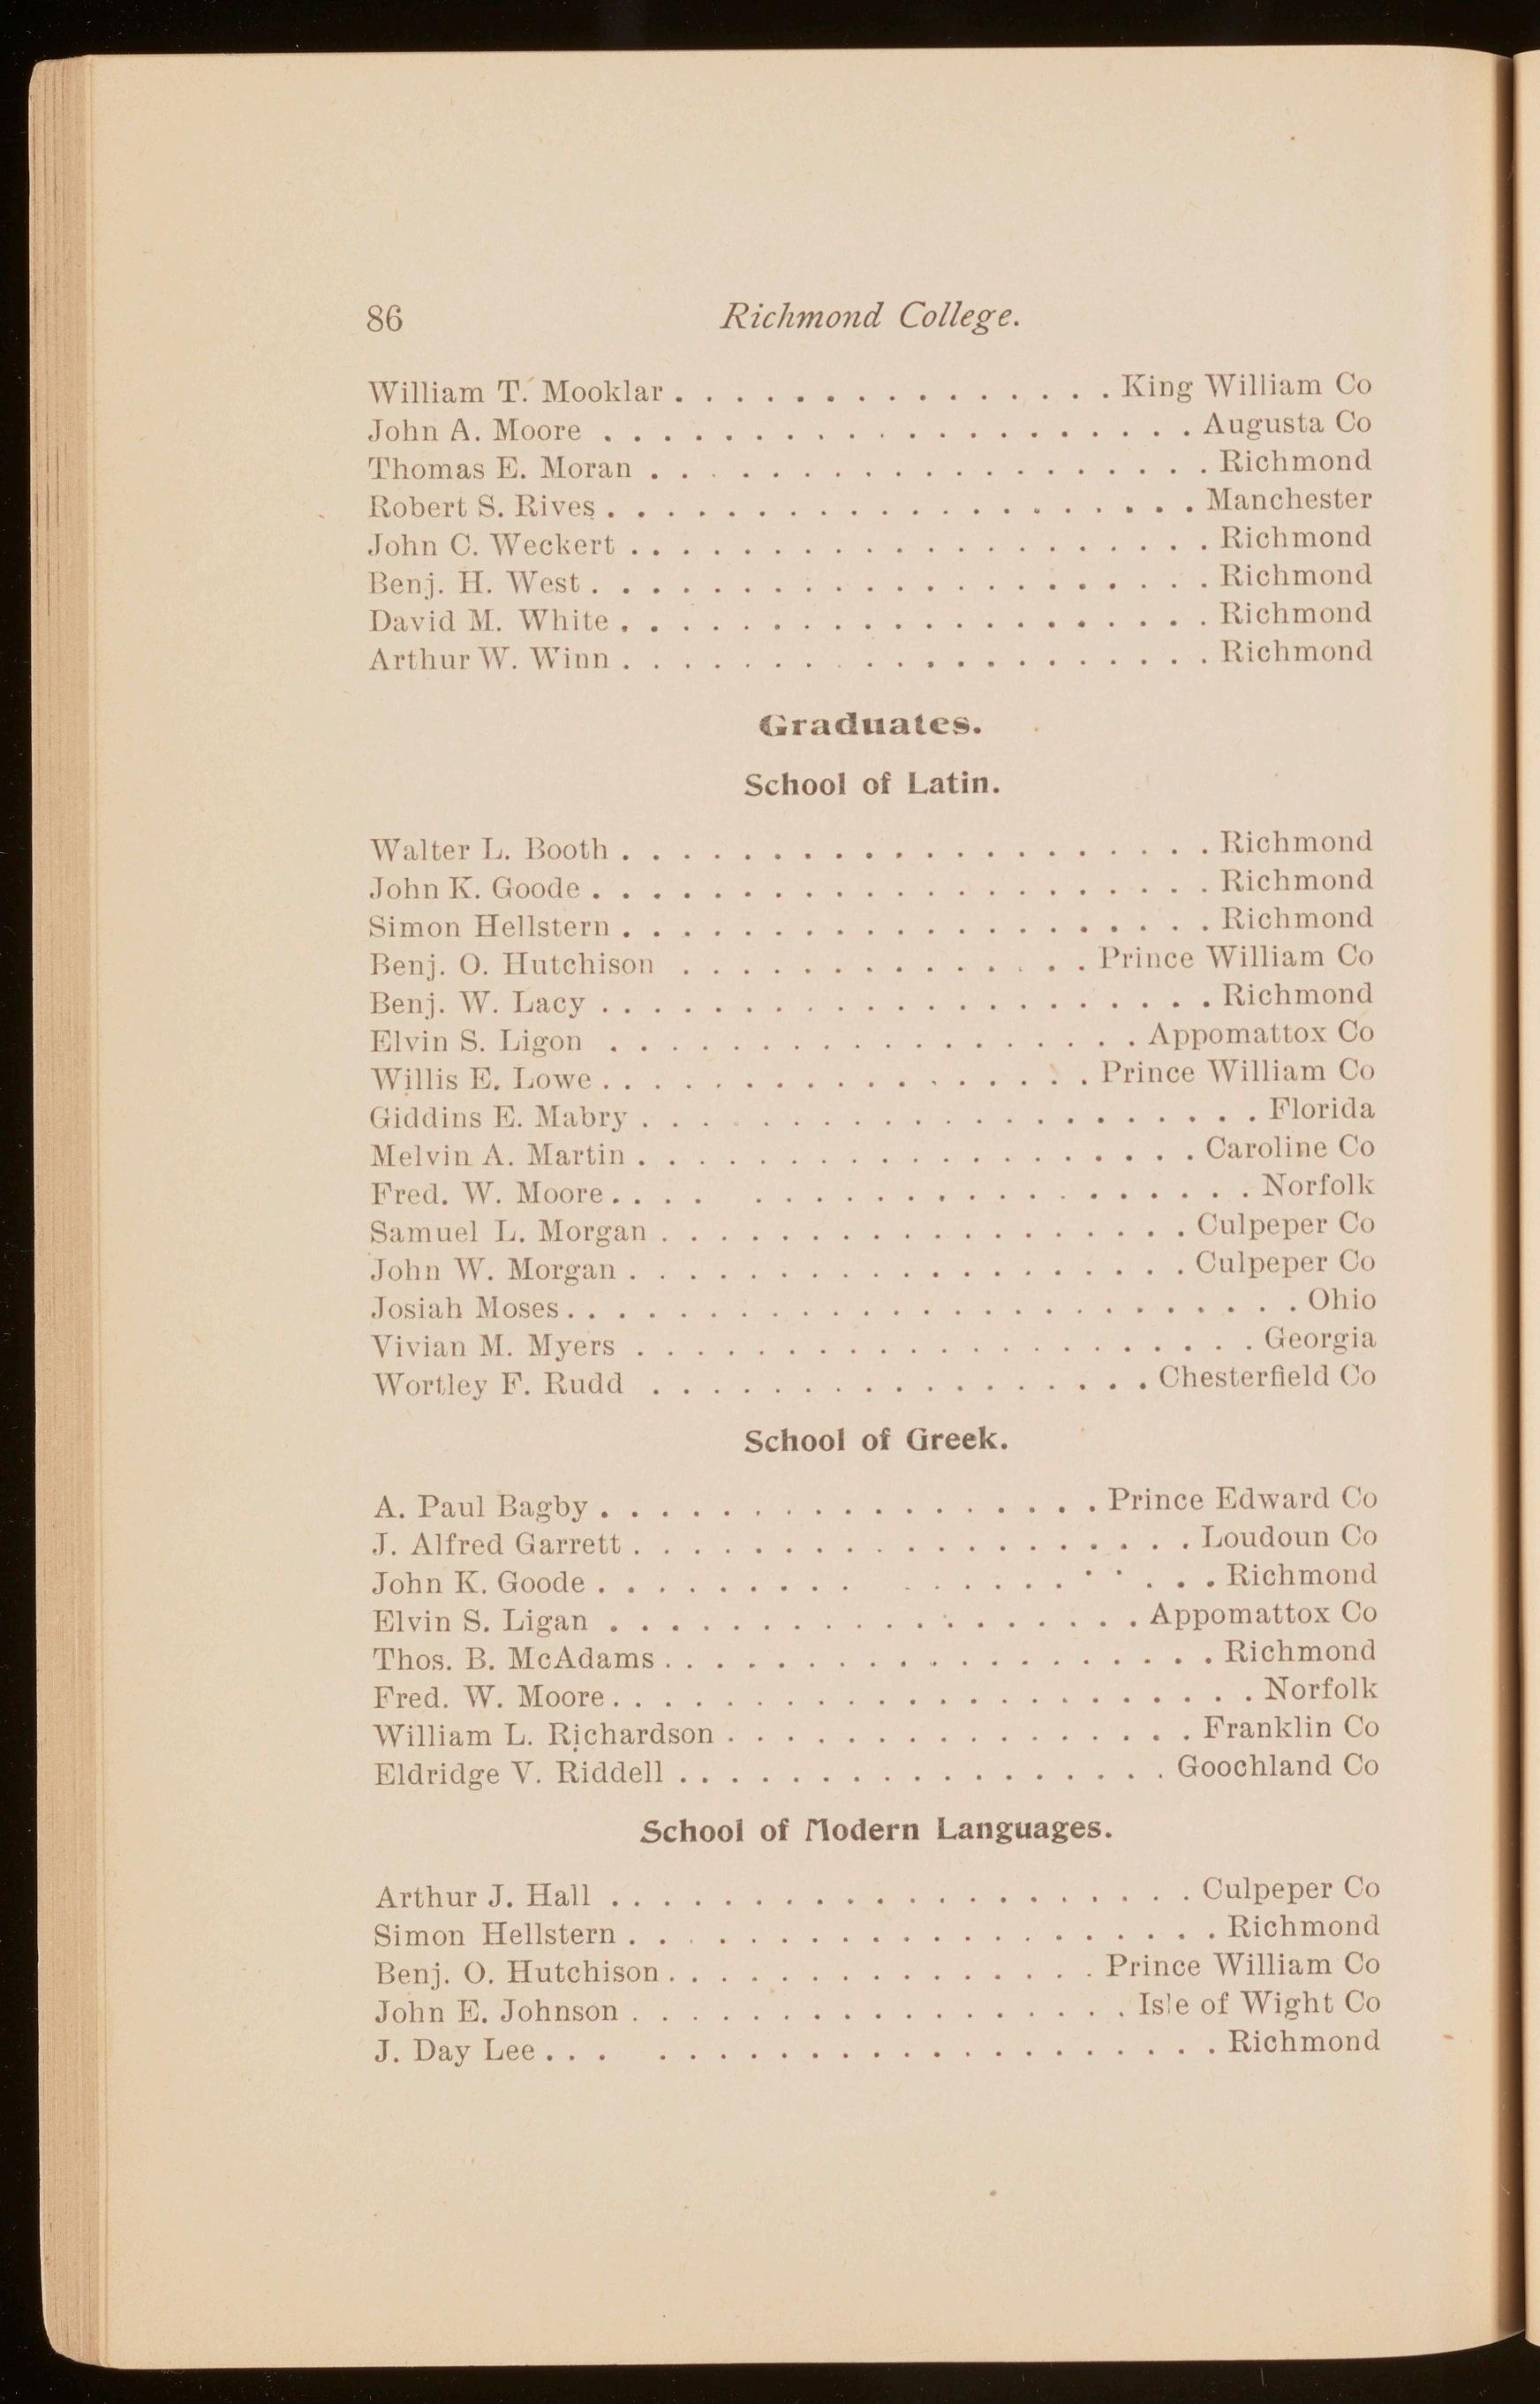 86 Richmond College.
William T. Mooklar . . . . . . . . . . . . . . . King William Co
John A. Moore . . . . . . . . . . . . . . . . . . . . Augusta Co
Thomas E. Moran . . . . . . . . . . . . . . . . . . . Richmond
Robert S. Rives . . . . . . . . . . . . . . . . . . . . Manchester
John C. Weckert . . . . . . . . . . . . . . . . . . . . Richmond
Benj. H. West . . . . . . . . . . . . . . . . . . . . . Richmond
David M. White . . . . . . . . . . . . . . . . . . . . Richmond
Arthur W. Winn . . . . . . . . . . . . . . . . . . . . Richmond
Graduates.
School of Latin.
Walter L. Booth . . . . . . . . . . . . . . . . . . . . Richmond
John K. Goode . . . . . . . . . . . . . . . . . . . . . Richmond
Simon Hellstern . . . . . . . . . . . . . . . . . . . . Richmond
Benj. O. Hutchison . . . . . . . . . . . . . . Prince William Co
Benj. W. Lacy . . . . . . . . . . . . . . . . . . . . . Richmond
Elvin S. Ligon . . . . . . . . . . . . . . . . . . Appomattox Co
Willis E. Lowe . . . . . . . . . . . . . . . . . Prince William Co
Giddins E. Mabry . . . . . . . . . . . . . . . . . . . . . Florida
Melvin A. Martin . . . . . . . . . . . . . . . . . . . Caroline Co
Fred. W. Moore . . . . . . . . . . . . . . . . . . . . . Norfolk
Samuel L. Morgan . . . . . . . . . . . . . . . . . . Culpeper Co
John W. Morgan . . . . . . . . . . . . . . . . . . . Culpeper Co
Josiah Moses . . . . . . . . . . . . . . . . . . . . . . . . . Ohio
Vivian M. Myers . . . . . . . . . . . . . . . . . . . . . Georgia
Wortley F. Rudd . . . . . . . . . . . . . . . . . Chesterfield Co
School of Greek.
A. Paul Bagby . . . . . . . . . . . . . . . . . Prince Edward Co
J. Alfred Garrett . . . . . . . . . . . . . . . . . . . Loudoun Co
John K. Goode . . . . . . . . . . . . . . . . . . . . Richmond
Elvin S. Ligan . . . . . . . . . . . . . . . . . . Appomattox Co
Thos. B. McAdams . . . . . . . . . . . . . . . . . . . Richmond
Fred. W. Moore . . . . . . . . . . . . . . . . . . . . . . Norfolk
William L. Richardson . . . . . . . . . . . . . . . . Franklin Co
Eldridge V. Riddell . . . . . . . . . . . . . . . . . Goochland Co
School of Modern Languages.
Arthur J. Hall . . . . . . . . . . . . . . . . . . . . Culpeper Co
Simon Hellstern . . . . . . . . . . . . . . . . . . . . Richmond
Benj. O. Hutchison . . . . . . . . . . . . . . . Prince William Co
John E. Johnson . . . . . . . . . . . . . . . . . Isle of Wight Co
J. Day Lee . . . . . . . . . . . . . . . . . . . . . . Richmond